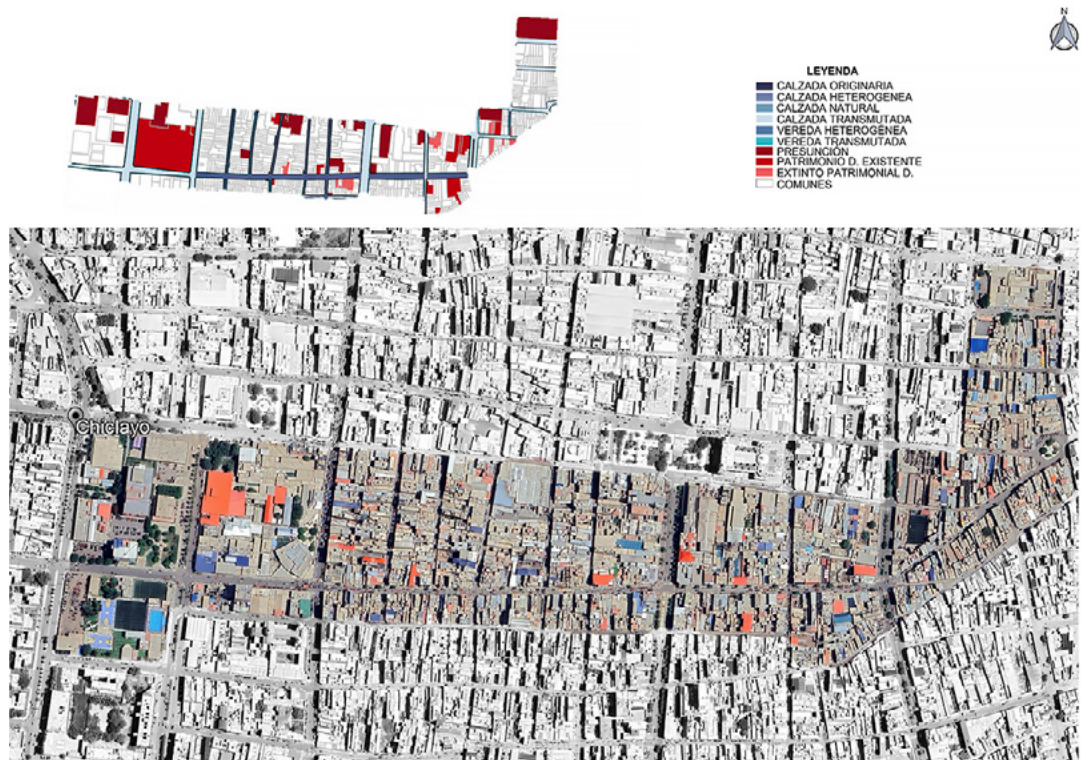 N
LEYENDA
CALZADA ORIGINARIA
CALZADA HETEROGENEA
CALZADA NATURAL
CALZADA TRANSMUTADA
VEREDA HETEROGÉNEA
VEREDA TRANSMUTADA
PRESUNCIÓN
PATRIMONIO D. EXISTENTE
EXTINTO PATRIMONIAL D.
COMUNES
Chiclayo